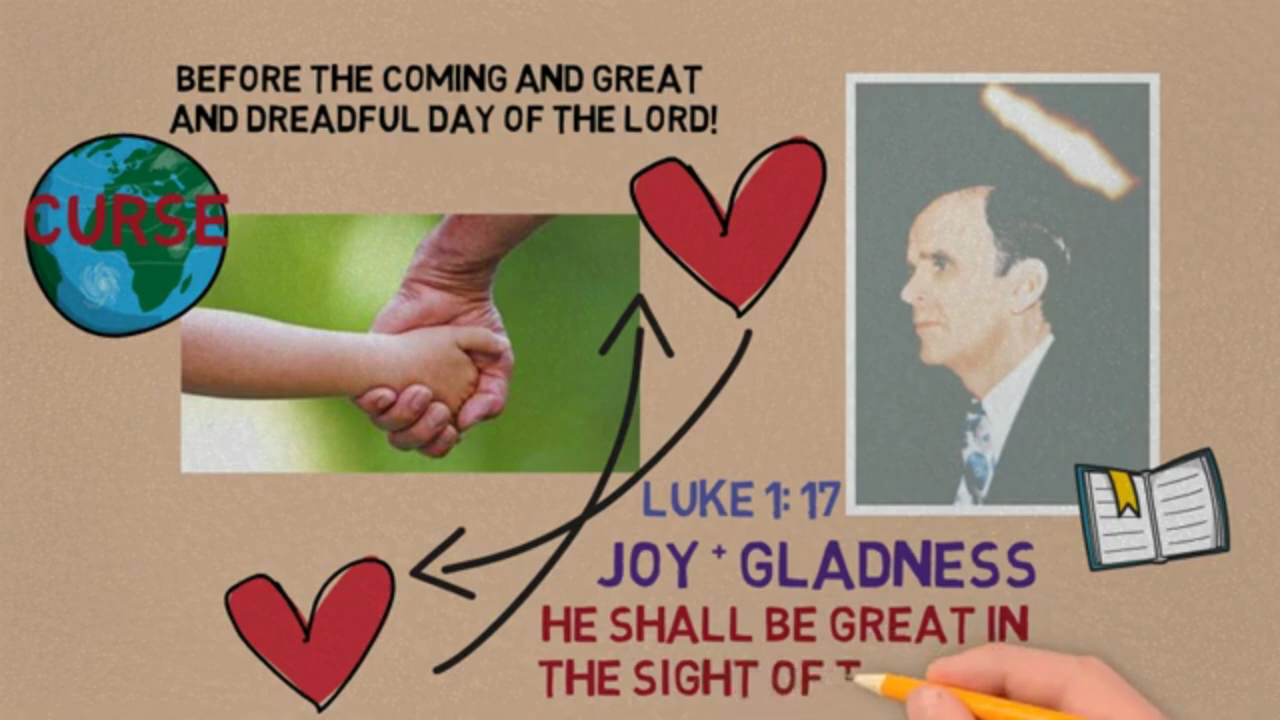 BEFORE THE COMING AND GREAT
AND DREADFUL DAY OF THE LORD!
CURSE
LUKE 1: 17
JOY + GLADNESS
HE SHALL BE GREAT IN
THE SIGHT OF T